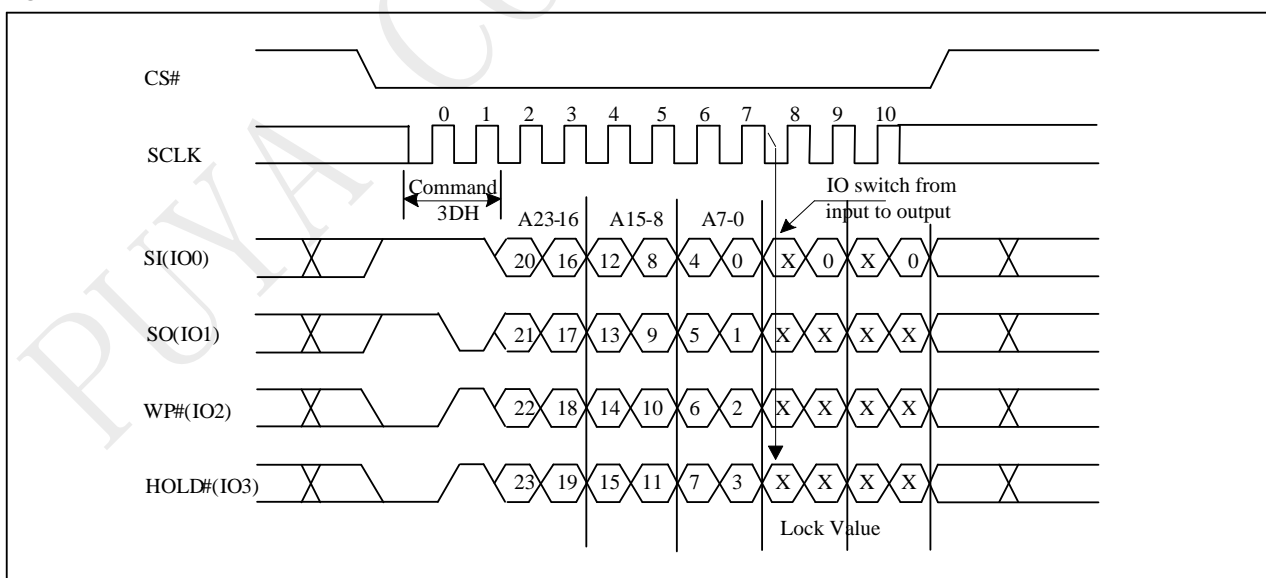 CS#
0 1 2 3 4 5 6 7 8 9 10
SCLK
Command
3DH
IO switch from
input to output
A23-16 A15-8 A7-0
SI(IO0)
20 16 12 8 4 0 X 0 X 0
SO(IO1)
21 17 13 9 5 1 X X X X
WP#(IO2)
22 18 14 10 6 2 X X X X
HOLD#(IO3)
23 19 15 11 7 3 X X X X
Lock Value
PUYA